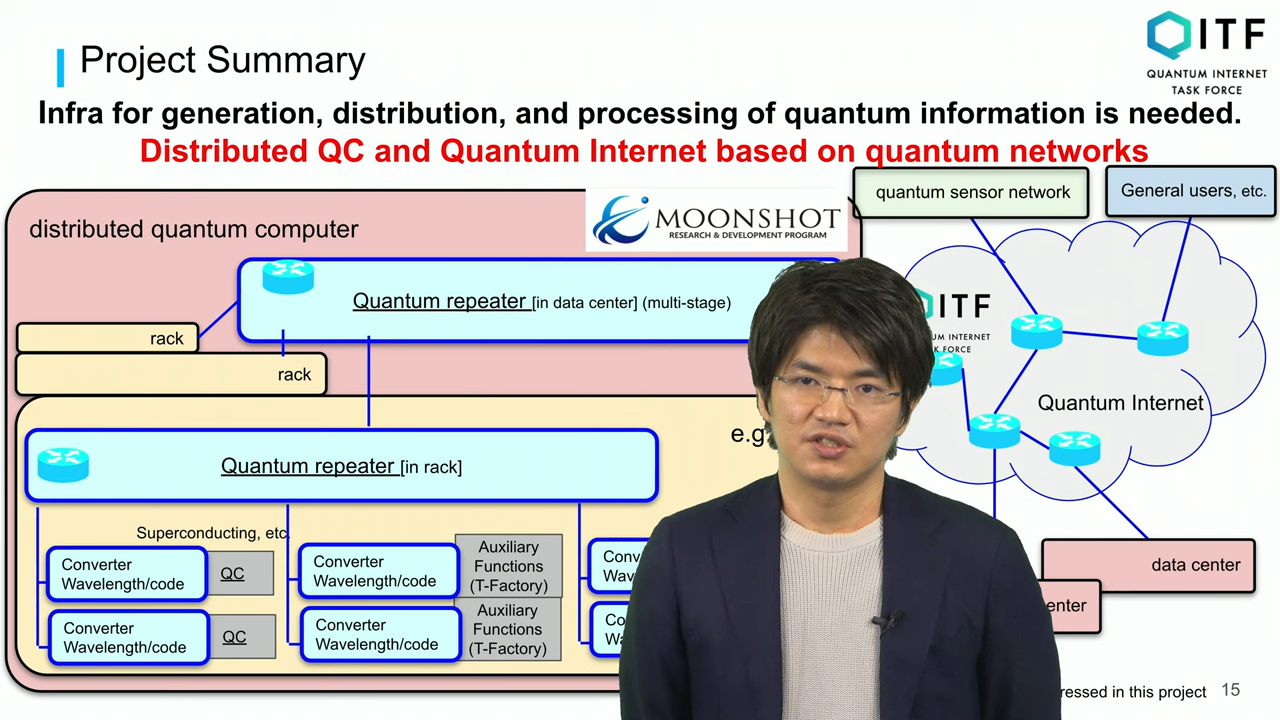 Project Summary
QITF
QUANTUM INTERNET
TASK FORCE
Infra for generation, distribution, and processing of quantum information is needed.
Distributed QC and Quantum Internet based on quantum networks
quantum sensor network
General users, etc.
distributed quantum computer
MOONSHOT
RESEARCH & DEVELOPMENT PROGRAM
Quantum repeater [in data center] (multi-stage)
ITF
INTERNET
FORCE
rack
rack
Quantum Internet
e.g.
Quantum repeater [in rack]
Superconducting, etc.
Converter
Wavelength/code
QC
Converter
Wavelength/code
Auxiliary
Functions
(T-Factory)
data center
Converter
Wavelength/code
QC
Converter
Wavelength/code
Auxiliary
Functions
(T-Factory)
in this project
15